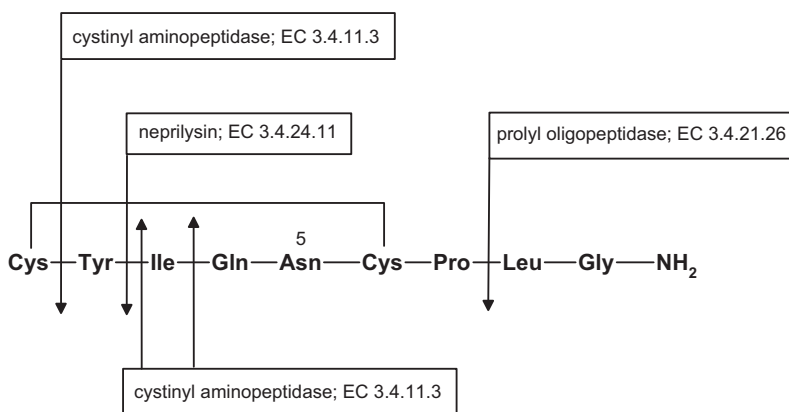 cystinyl aminopeptidase; EC 3.4.11.3
neprilysin; EC 3.4.24.11
prolyl oligopeptidase; EC 3.4.21.26
5
Cys Tyr Ile Gln Asn Cys Pro Leu Gly NH2
cystinyl aminopeptidase; EC 3.4.11.3